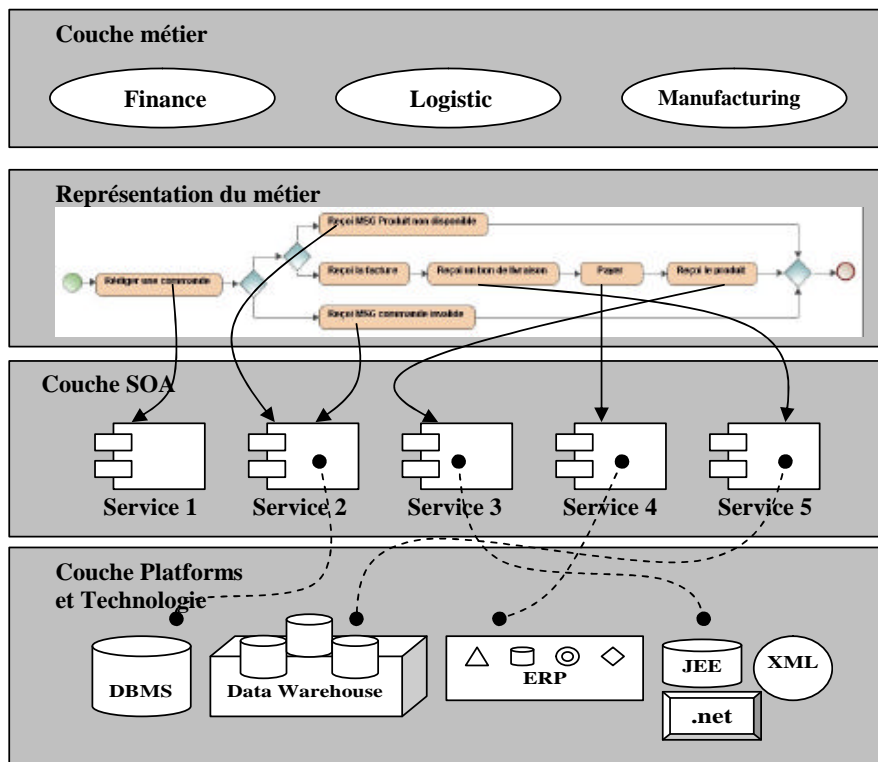 Couche métier
Finance
Logistic
Manufacturing
Représentation du métier
Reçoi MSG Produit non disponible
Rédiger une commande
Reçoi la facture
Reçoi un bon de livraison
Payer
Reçoi le produit
Reçoi MSG commande invalide
Couche SOA
Service 1
Service 2
Service 3
Service 4
Service 5
Couche Platforms
et Technologie
DBMS
Data Warehouse
ERP
JEE
XML
.net